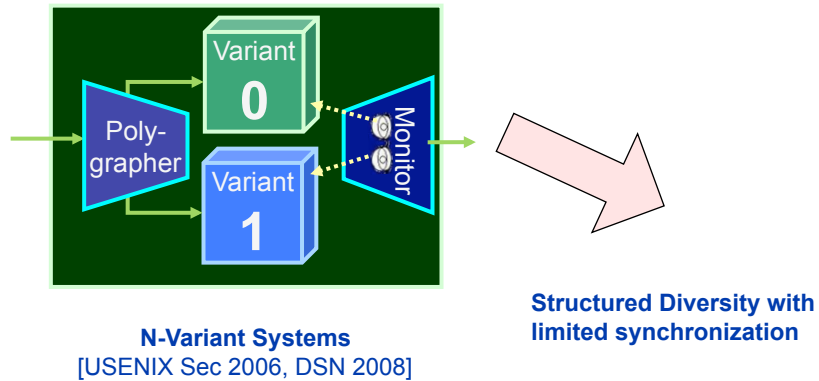 Variant
0
Poly-
grapher
Monitor
Variant
1
N-Variant Systems
[USENIX Sec 2006, DSN 2008]
Structured Diversity with
limited synchronization